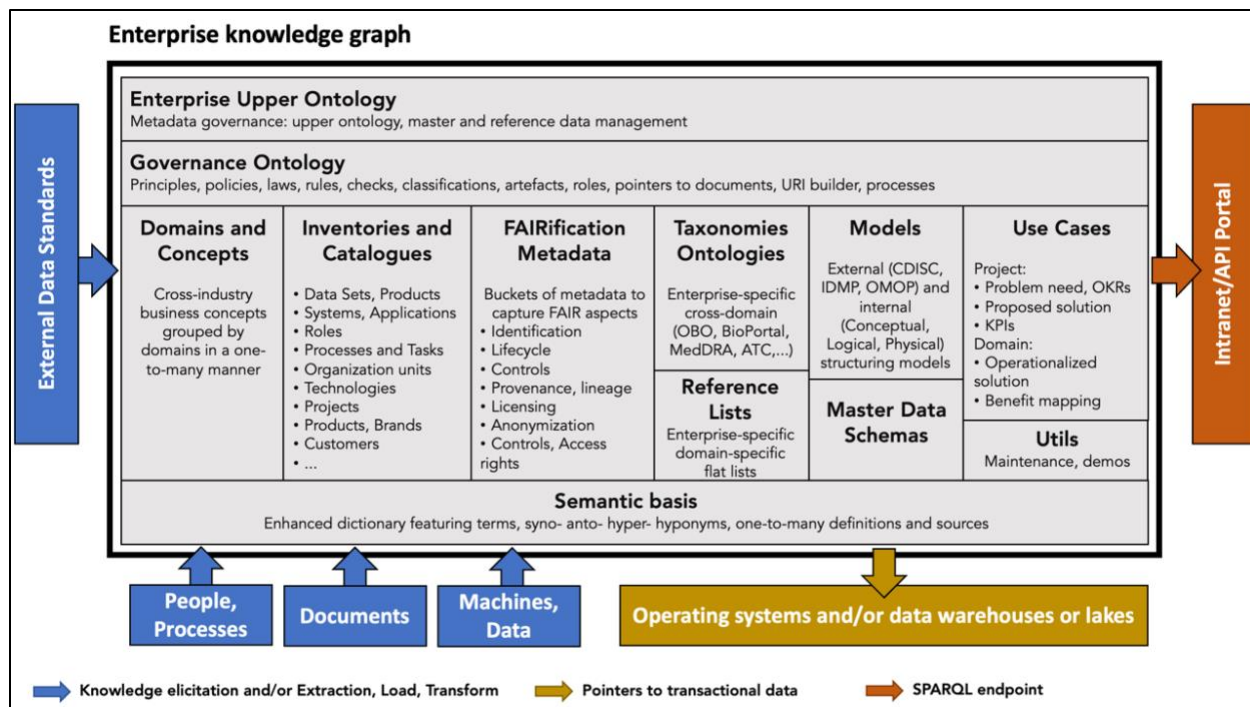 Enterprise knowledge graph
External Data Standards
Enterprise Upper Ontology
Metadata governance: upper ontology, master and reference data management
Governance Ontology
Principles, policies, laws, rules, checks, classifications, artefacts, roles, pointers to documents, URI builder, processes
Domains and
Concepts
Cross-industry
business concepts
grouped by
domains in a one-
to-many manner
Inventories and
Catalogues
• Data Sets, Products
• Systems, Applications
• Roles
• Processes and Tasks
• Organization units
• Technologies
• Projects
• Products, Brands
• Customers
• ...
FAIRification
Metadata
Buckets of metadata to
capture FAIR aspects
• Identification
• Lifecycle
• Controls
• Provenance, lineage
• Licensing
• Anonymization
• Controls, Access
rights
Taxonomies
Ontologies
Enterprise-specific
cross-domain
(OBO, BioPortal,
MedDRA, ATC,...)
Reference
Lists
Enterprise-specific
domain-specific
flat lists
Models
External (CDISC,
IDMP, OMOP) and
internal
(Conceptual,
Logical, Physical)
structuring models
Master Data
Schemas
Use Cases
Project:
• Problem need, OKRs
• Proposed solution
• KPIs
Domain:
• Operationalized
solution
• Benefit mapping
Utils
Maintenance, demos
Semantic basis
Enhanced dictionary featuring terms, syno- anto- hyper- hyponyms, one-to-many definitions and sources
Intranet/API Portal
People,
Processes
Documents
Machines,
Data
Operating systems and/or data warehouses or lakes
Knowledge elicitation and/or Extraction, Load, Transform
Pointers to transactional data
SPARQL endpoint